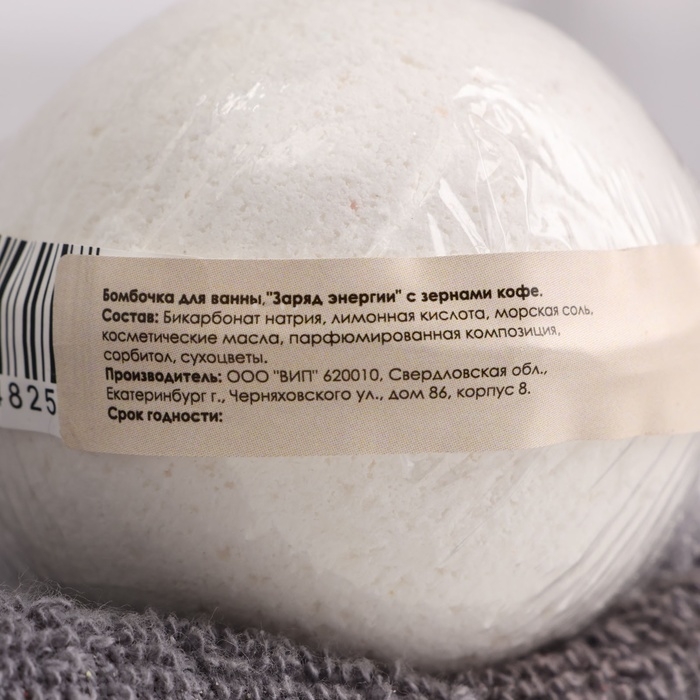 Бомбочка для ванны,"Заряд энергии" с зернами кофе.
Состав: Бикарбонат натрия, лимонная кислота, морская соль,
косметические масла, парфюмированная композиция,
сорбитол, сухоцветы.
Производитель: ООО "ВИП" 620010, Свердловская обл.,
Екатеринбург г., Черняховского ул., дом 86, корпус 8.
Срок годности:
4825